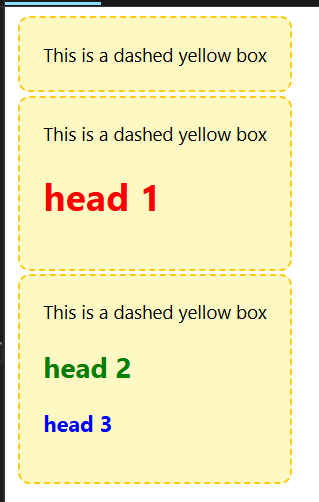 This is a dashed yellow box
This is a dashed yellow box
head 1
This is a dashed yellow box
head 2
head 3